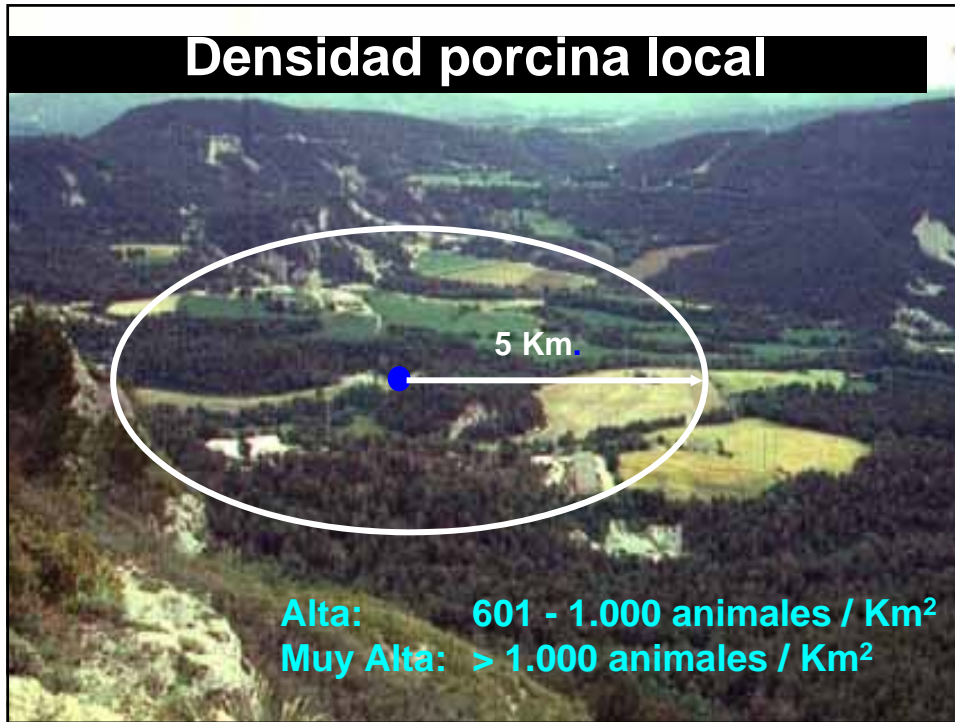 Densidad porcina local
5 Km.
Alta: 601 - 1.000 animales / Km²
Muy Alta: > 1.000 animales / Km²